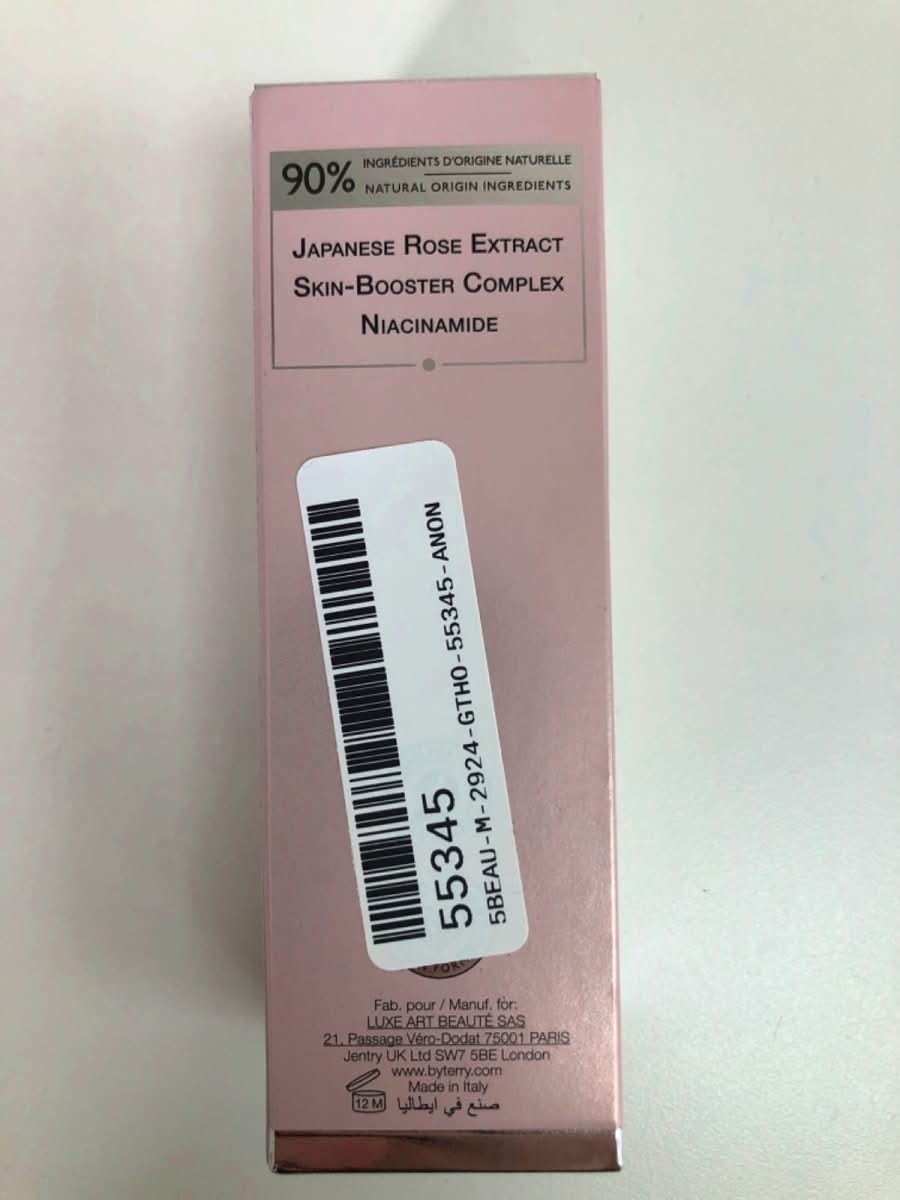 90%
INGRÉDIENTS D'ORIGINE NATURELLE
NATURAL ORIGIN INGREDIENTS
JAPANESE ROSE EXTRACT
SKIN-BOOSTER COMPLEX
NIACINAMIDE
55345
5BEAU-M-2924-GTHO-55345-ANON
Fab. pour / Manuf. for:
LUXE ART BEAUTÉ SAS
21, Passage Véro-Dodat 75001 PARIS
Jentry UK Ltd SW7 5BE London
www.byterry.com
Made in Italy
12 M صنع في ايطاليا